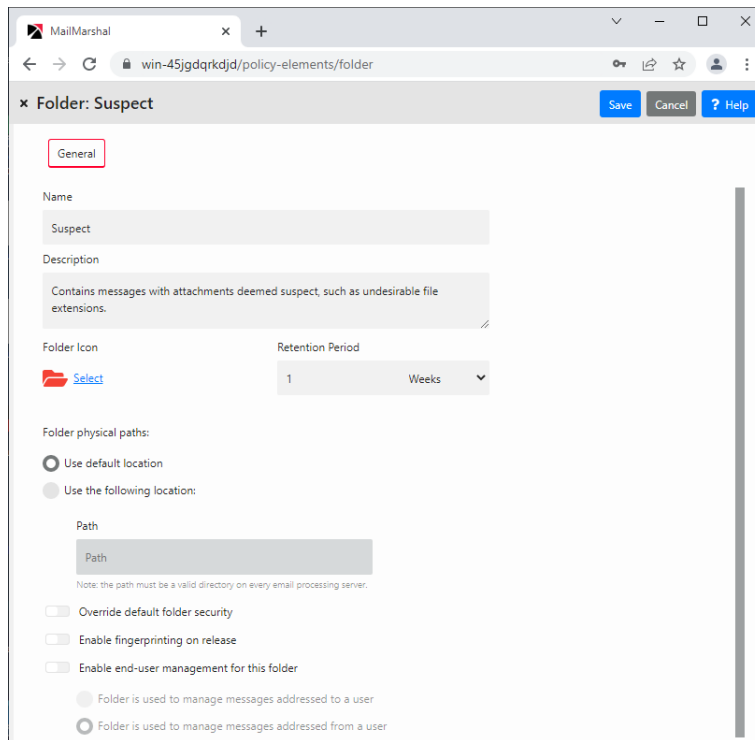 MailMarshal
win-45jgdqrkdjd/policy-elements/folder
Folder: Suspect
Save
Cancel
? Help
General
Name
Suspect
Description
Contains messages with attachments deemed suspect, such as undesirable file
extensions.
Folder Icon
Retention Period
Select
1
Weeks
Folder physical paths:
Use default location
Use the following location:
Path
Path
Note: the path must be a valid directory on every email processing server.
Override default folder security
Enable fingerprinting on release
Enable end-user management for this folder
Folder is used to manage messages addressed to a user
Folder is used to manage messages addressed from a user